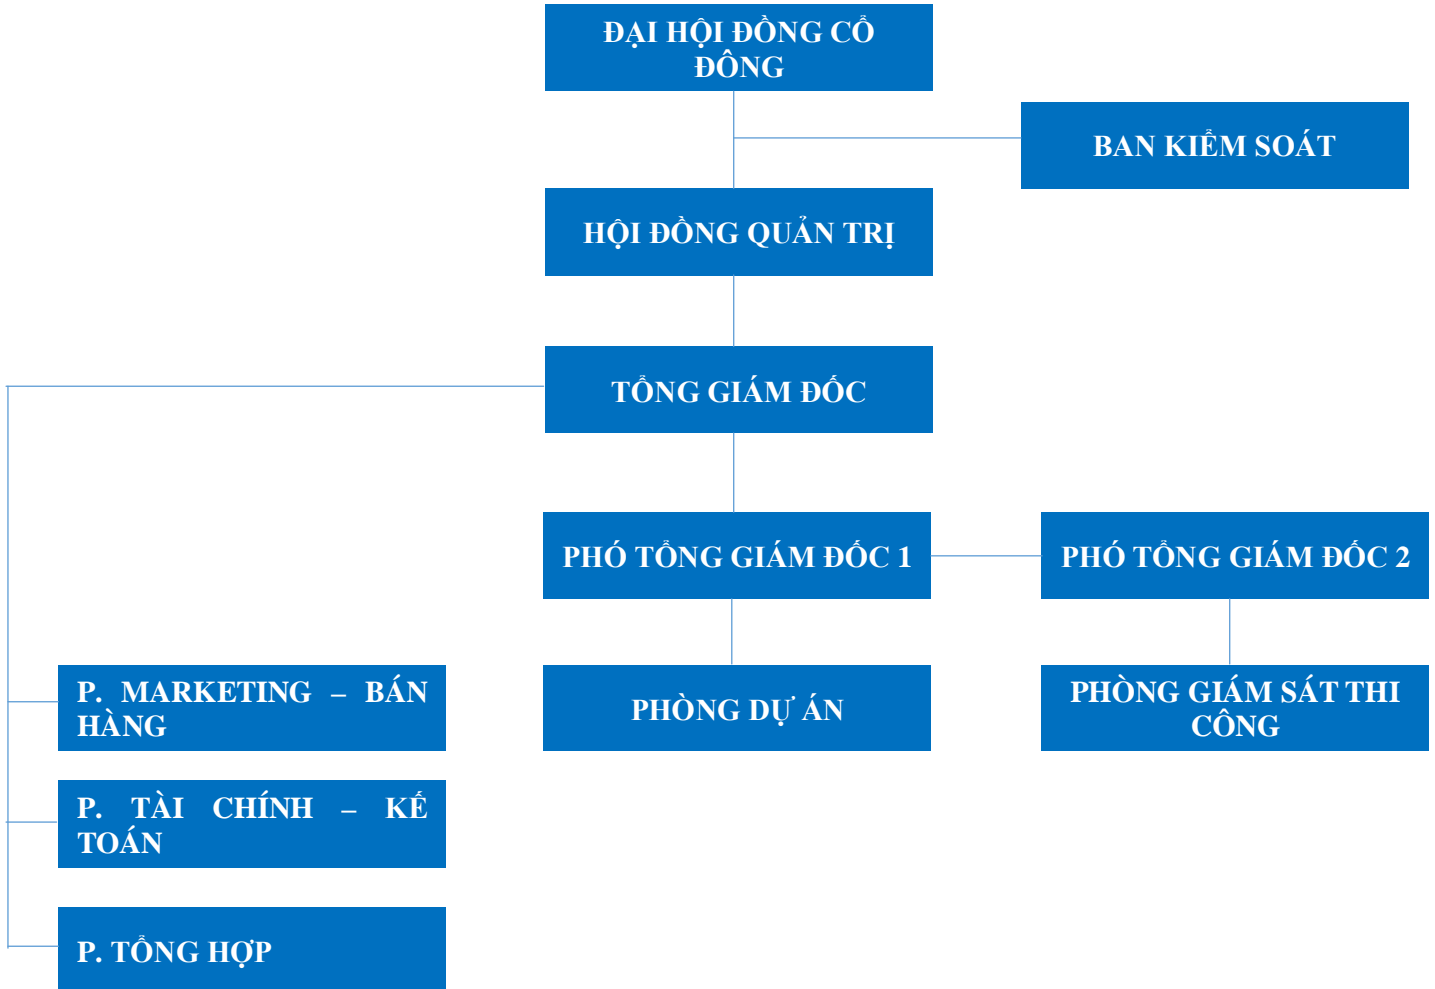 ĐẠI HỘI ĐỒNG CỔ
ĐÔNG
BAN KIỂM SOÁT
HỘI ĐỒNG QUẢN TRỊ
TỔNG GIÁM ĐỐC
PHÓ TỔNG GIÁM ĐỐC 1
PHÓ TỔNG GIÁM ĐỐC 2
P. MARKETING – BÁN
HÀNG
PHÒNG DỰ ÁN
PHÒNG GIÁM SÁT THI
CÔNG
P. TÀI CHÍNH – KẾ
TOÁN
P. TỔNG HỢP